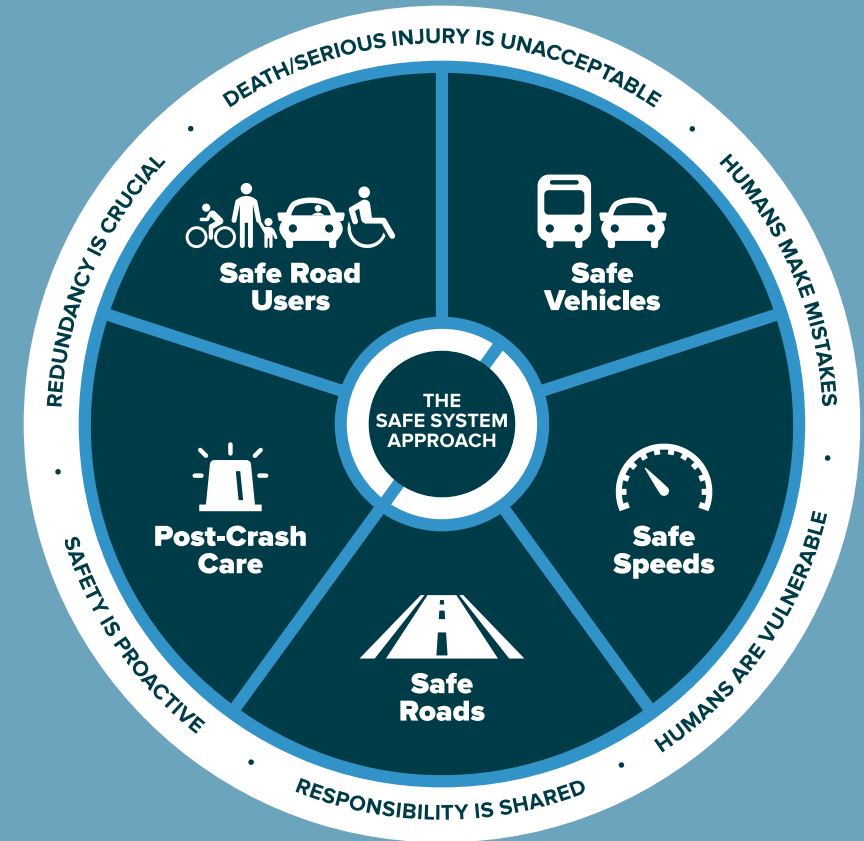 DEATH/SERIOUS INJURY IS UNACCEPTABLE
HUMANS MAKE MISTAKES
HUMANS ARE VULNERABLE
RESPONSIBILITY IS SHARED
SAFETY IS PROACTIVE
REDUNDANCY IS CRUCIAL
Safe Road
Users
Safe
Vehicles
Safe
Speeds
Safe
Roads
Post-Crash
Care
THE
SAFE SYSTEM
APPROACH